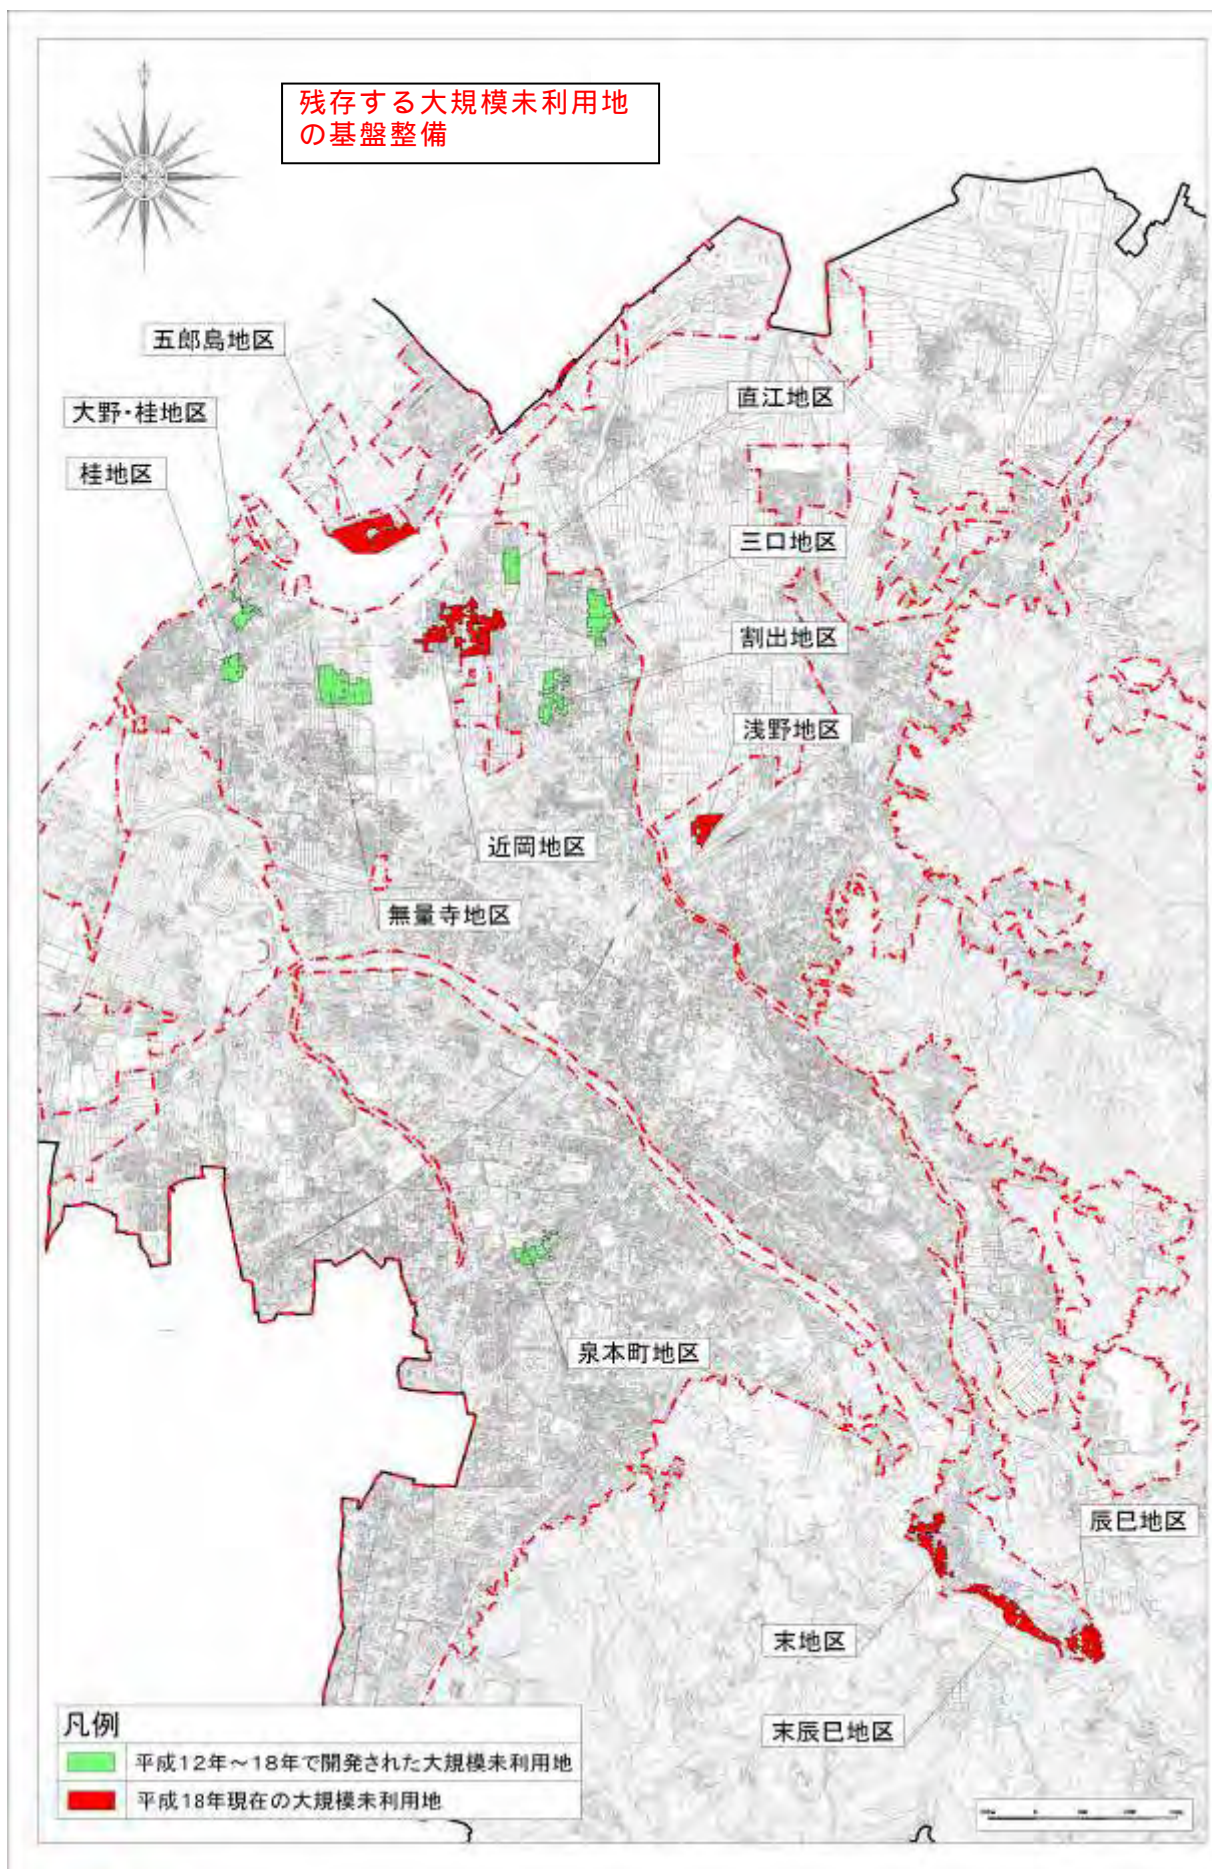 残存する大規模未利用地
の基盤整備
五郎島地区
大野・桂地区
桂地区
直江地区
三口地区
割出地区
浅野地区
近岡地区
無量寺地区
泉本町地区
辰巳地区
末地区
末辰巳地区
凡例
平成12年～18年で開発された大規模未利用地
平成18年現在の大規模未利用地